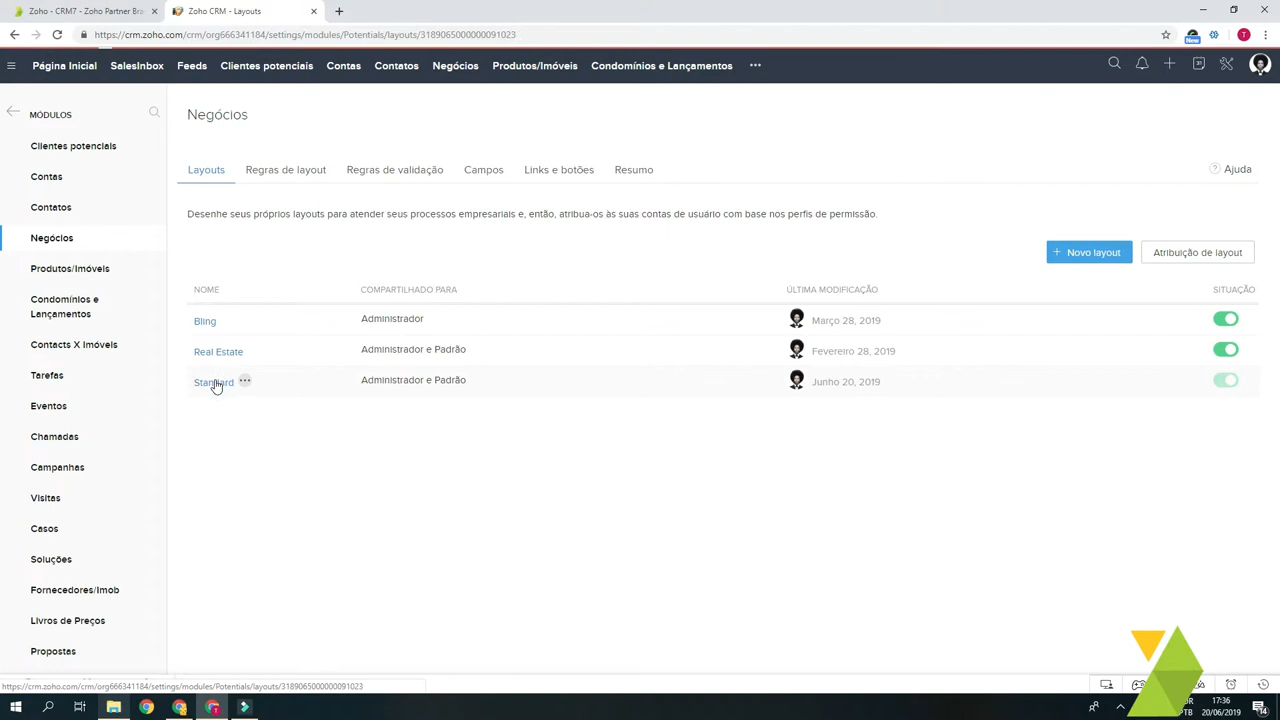 Zoho - CRM7 - Zoho Partner Bra
Zoho CRM - Layouts
https://crm.zoho.com/crm/org666341184/settings/modules/Potentials/layouts/3189065000000091023
New
T
Página Inicial SalesInbox Feeds Clientes potenciais Contas Contatos Negócios Produtos/Imóveis Condomínios e Lançamentos
31
MÓDULOS
Clientes potenciais
Contas
Contatos
Negócios
Produtos/Imóveis
Condomínios e
Lançamentos
Contacts X Imóveis
Tarefas
Eventos
Chamadas
Campanhas
Visitas
Casos
Soluções
Fornecedores/Imob
Livros de Preços
Propostas
Negócios
Layouts Regras de layout Regras de validação Campos Links e botões Resumo
? Ajuda
Desenhe seus próprios layouts para atender seus processos empresariais e, então, atribua-os às suas contas de usuário com base nos perfis de permissão.
+ Novo layout Atribuição de layout
NOME COMPARTILHADO PARA ÚLTIMA MODIFICAÇÃO SITUAÇÃO
Bling Administrador Março 28, 2019
Real Estate Administrador e Padrão Fevereiro 28, 2019
Standard Administrador e Padrão Junho 20, 2019
https://crm.zoho.com/crm/org666341184/settings/modules/Potentials/layouts/3189065000000091023
17:36
PTB 20/06/2019
14